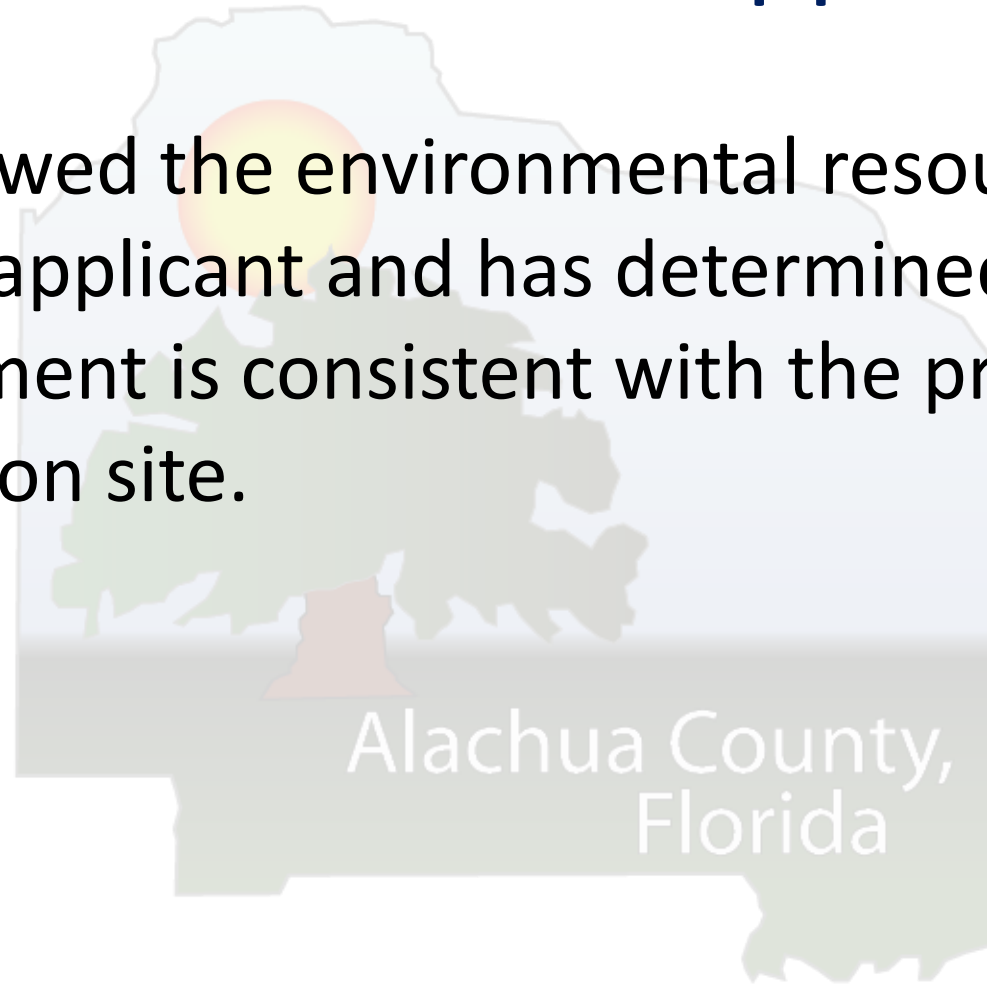 wed the environmental resou
applicant and has determined
ment is consistent with the pr
on site.
Alachua County,
Florida